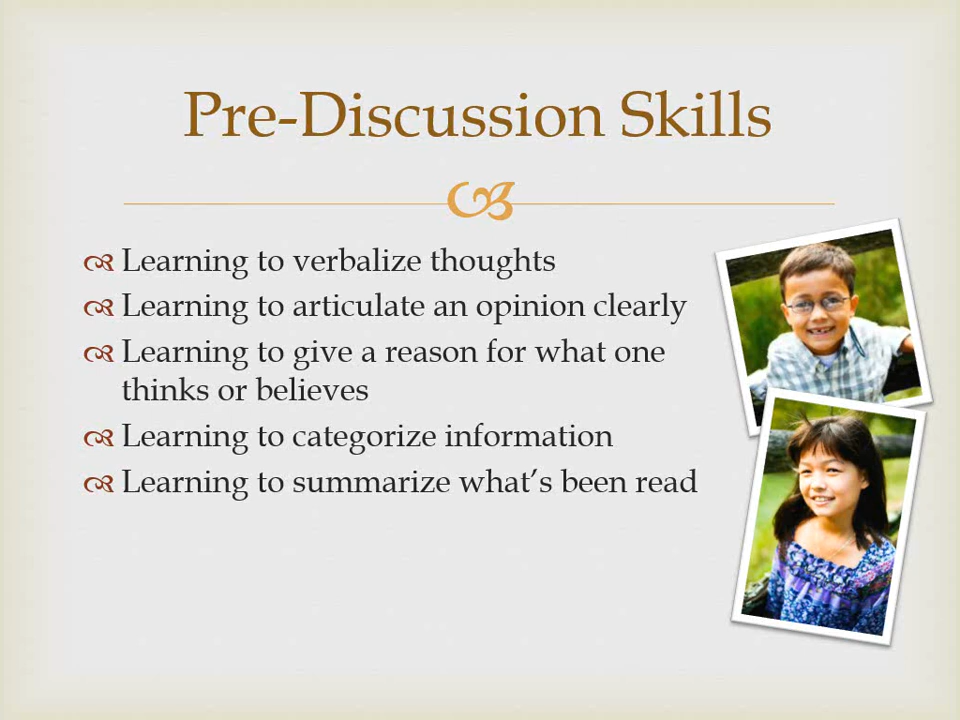 Pre-Discussion Skills
Learning to verbalize thoughts
Learning to articulate an opinion clearly
Learning to give a reason for what one
thinks or believes
Learning to categorize information
Learning to summarize what’s been read